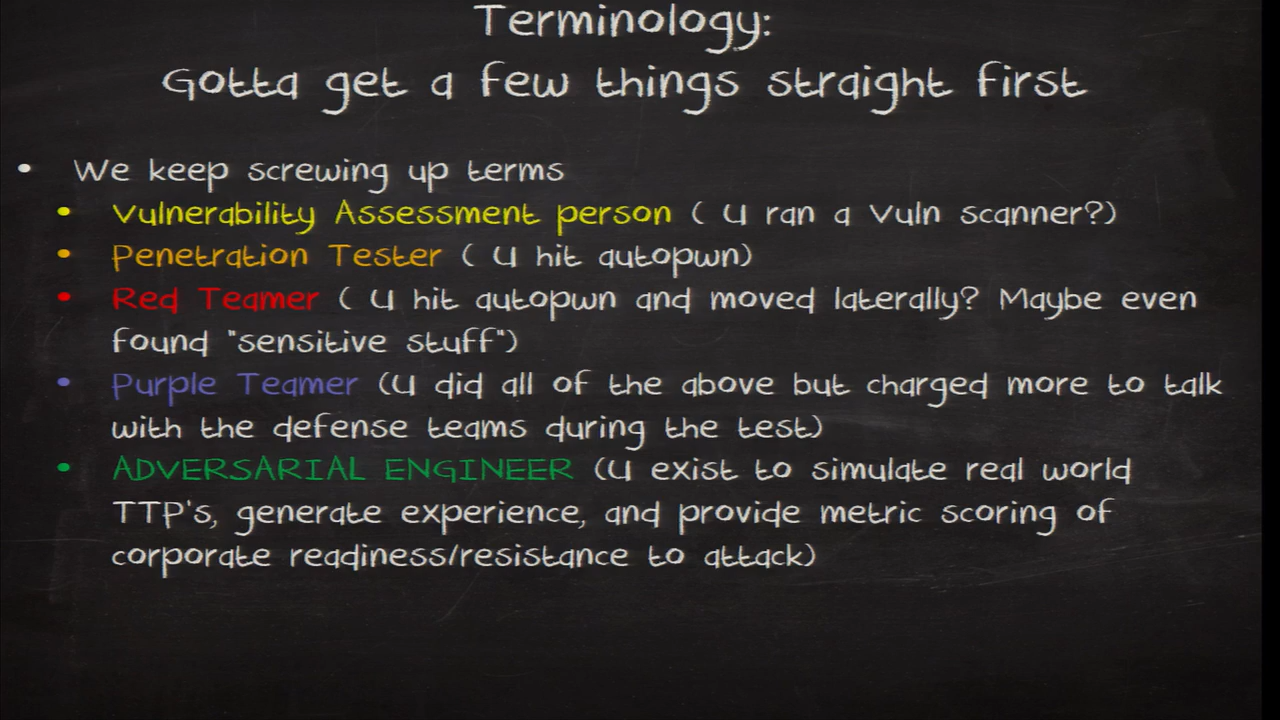 Terminology:
Gotta get a few things straight first
• We keep screwing up terms
• Vulnerability Assessment person ( U ran a Vuln scanner?)
• Penetration Tester ( U hit autopwn)
• Red Teamer ( U hit autopwn and moved laterally? Maybe even
found "sensitive stuff")
• Purple Teamer (U did all of the above but charged more to talk
with the defense teams during the test)
• ADVERSARIAL ENGINEER (U exist to simulate real world
TTP's, generate experience, and provide metric scoring of
corporate readiness/resistance to attack)